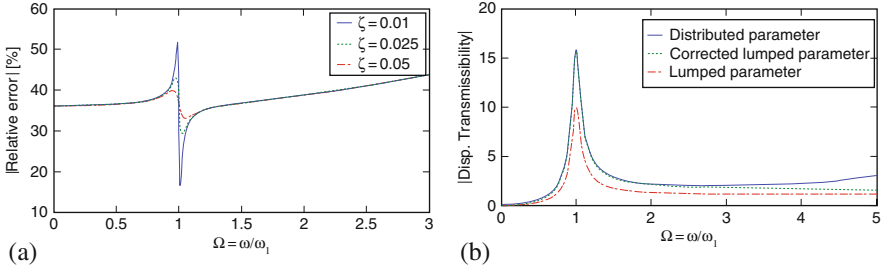 |Relative error| [%]
60
50
40
30
20
10
0
0.5
1
1.5
2
2.5
3
Ω = ω/ω₁
ζ = 0.01
ζ = 0.025
ζ = 0.05
(a)
|Disp. Transmissibility|
20
15
10
5
0
0
1
2
3
4
5
Ω = ω/ω₁
Distributed parameter
Corrected lumped parameter
Lumped parameter
(b)